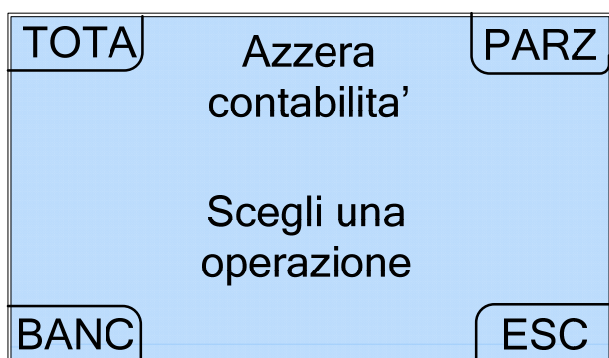 TOTA
Azzera
PARZ
contabilita’
Scegli una
operazione
BANC
ESC